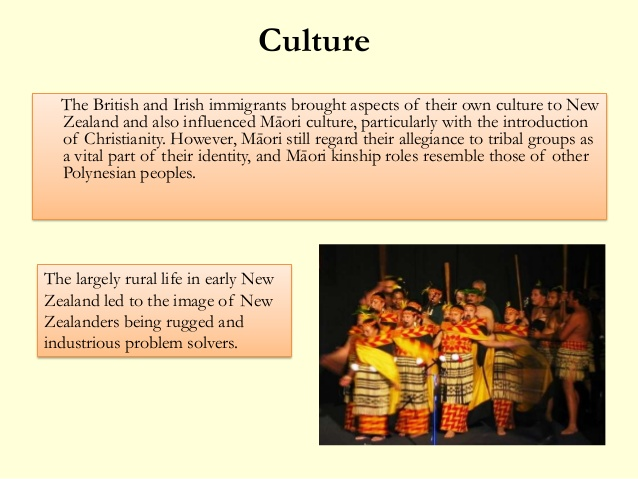 Culture
The British and Irish immigrants brought aspects of their own culture to New
Zealand and also influenced Māori culture, particularly with the introduction
of Christianity. However, Māori still regard their allegiance to tribal groups as
a vital part of their identity, and Māori kinship roles resemble those of other
Polynesian peoples.
The largely rural life in early New
Zealand led to the image of New
Zealanders being rugged and
industrious problem solvers.